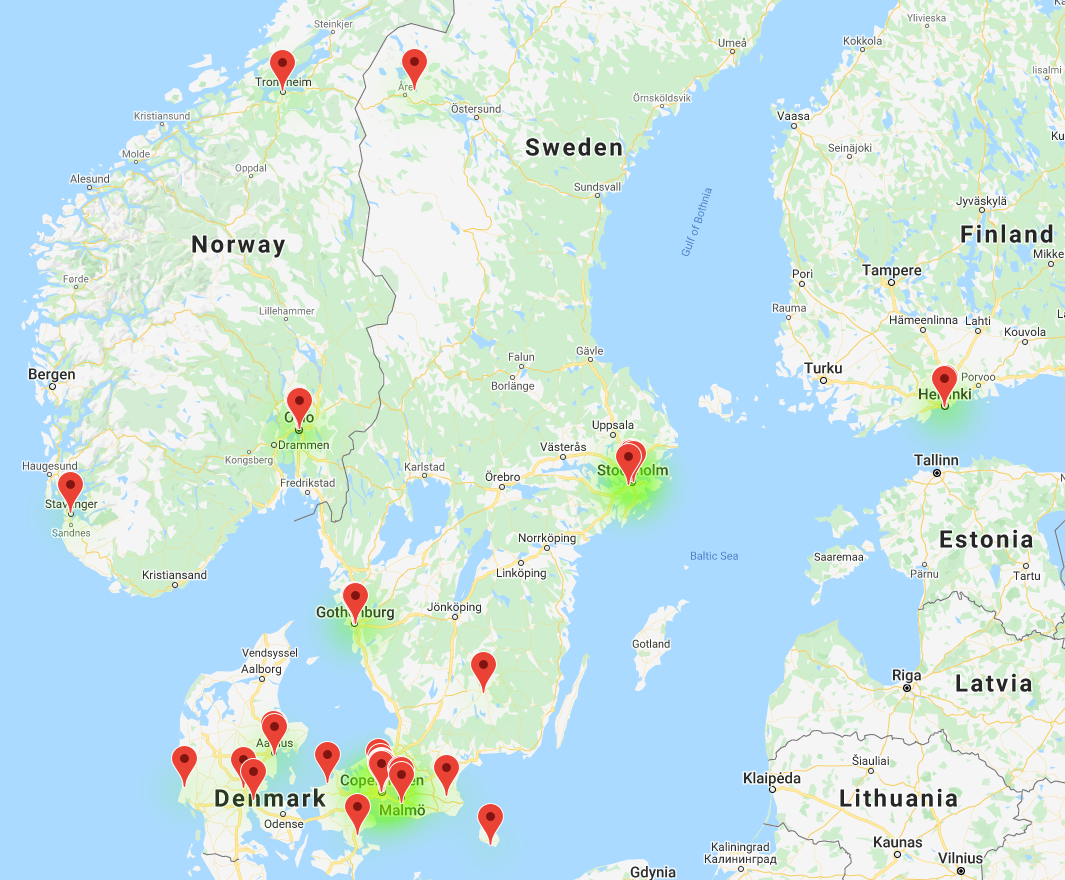 Steinkjer
Ylivieska
Umeå
Kokkola
Iisalmi
Trondheim
Åre
Östersund
Örnsköldsvik
Kristiansund
Vaasa
Ku
Sweden
Seinäjoki
Molde
Oppdal
Alesund
Sundsvall
Jyväskylä
Gulf of Bothnia
Norway
Finland
Mikke
Førde
Pori
Tampere
Lillehammer
Rauma
Hämeenlinna
Lahti
Kouvola
La
Falun
Gävle
Bergen
Borlänge
Turku
Porvoo
Helsinki
Oslo
Uppsala
Drammen
Västerås
Kongsberg
Tallinn
Haugesund
Karlstad
Örebro
Stockholm
Fredrikstad
Stavanger
Sandnes
Norrköping
Estonia
Baltic Sea
Saaremaa
Linköping
Pärnu
Tartu
Kristiansand
Gothenburg
Jönköping
Gotland
Vendsyssel
Aalborg
Riga
Latvia
Aarhus
Šiauliai
Copenhagen
Klaipėda
Denmark
Malmö
Lithuania
Odense
Kaunas
Kaliningrad
Калининград
Vilnius
Gdynia